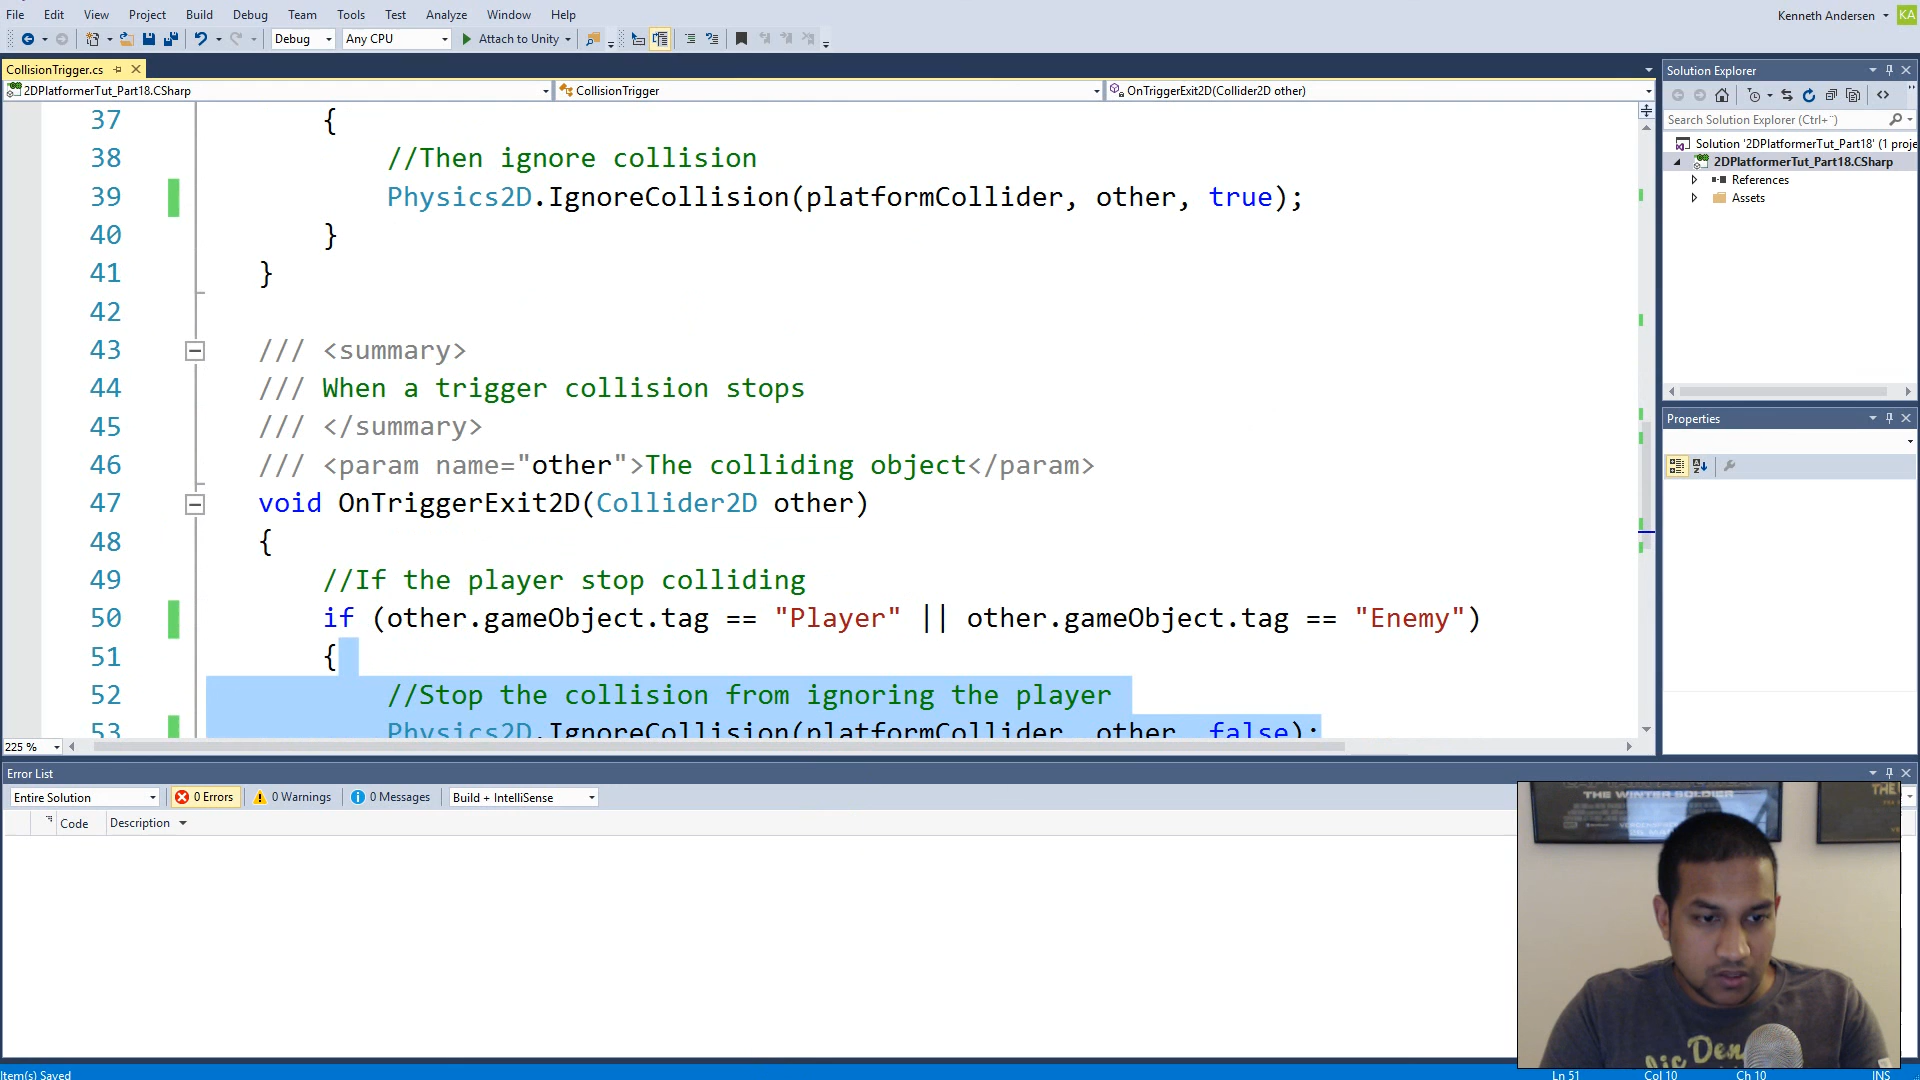 File Edit View Project Build Debug Team Tools Test Analyze Window Help
Kenneth Andersen KA
Debug Any CPU Attach to Unity
CollisionTrigger.cs
2DPlatformerTut_Part18.CSharp CollisionTrigger OnTriggerExit2D(Collider2D other)
37 {
38 //Then ignore collision
39 Physics2D.IgnoreCollision(platformCollider, other, true);
40 }
41 }
42
43 /// <summary>
44 /// When a trigger collision stops
45 /// </summary>
46 /// <param name="other">The colliding object</param>
47 void OnTriggerExit2D(Collider2D other)
48 {
49 //If the player stop colliding
50 if (other.gameObject.tag == "Player" || other.gameObject.tag == "Enemy")
51 {
52 //Stop the collision from ignoring the player
53 Physics2D.IgnoreCollision(platformCollider, other, false);
225 %
Solution Explorer
Search Solution Explorer (Ctrl+¨)
Solution '2DPlatformerTut_Part18' (1 proje
2DPlatformerTut_Part18.CSharp
References
Assets
Properties
Error List
Entire Solution 0 Errors 0 Warnings 0 Messages Build + IntelliSense
Code Description
THE WINTER SOLDIER
Item(s) Saved
Ln 51 Col 10 Ch 10 INS